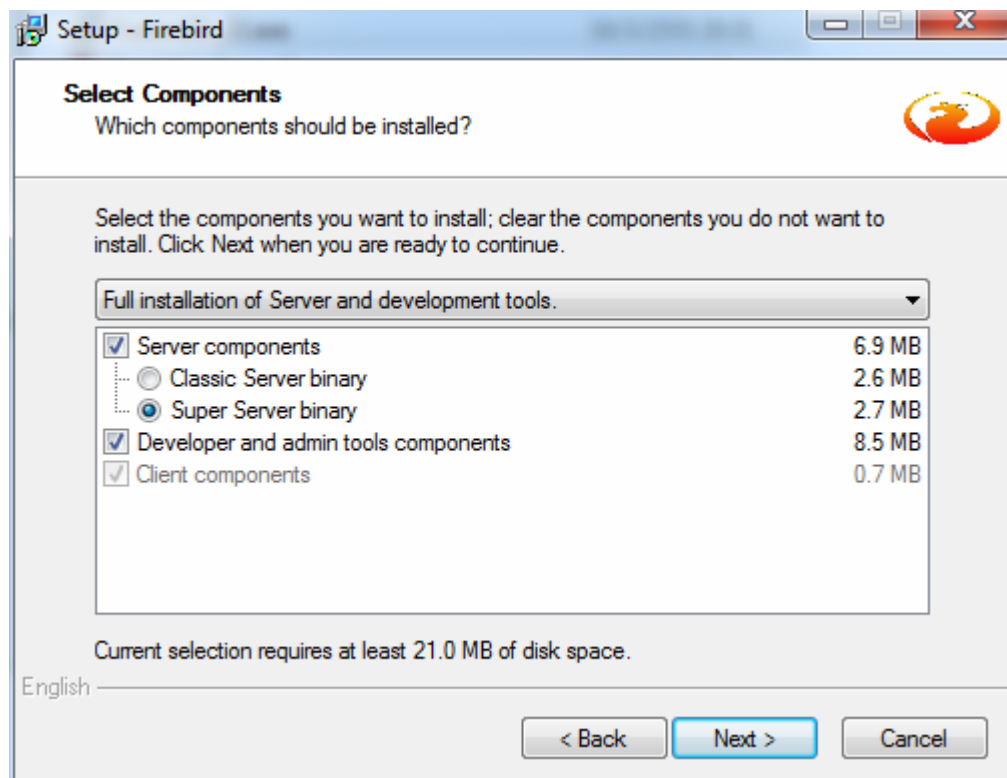 Setup - Firebird
Select Components
Which components should be installed?
Select the components you want to install; clear the components you do not want to
install. Click Next when you are ready to continue.
Full installation of Server and development tools.
Server components 6.9 MB
Classic Server binary 2.6 MB
Super Server binary 2.7 MB
Developer and admin tools components 8.5 MB
Client components 0.7 MB
Current selection requires at least 21.0 MB of disk space.
English
< Back Next > Cancel